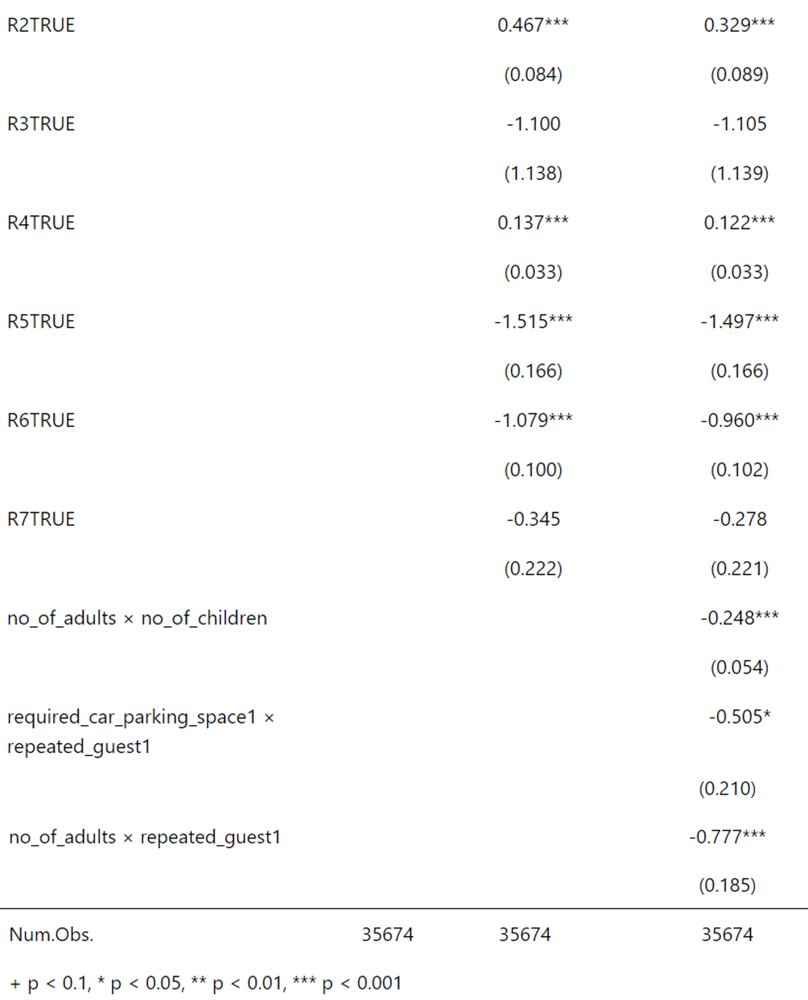 R2TRUE 0.467*** 0.329***
(0.084) (0.089)
R3TRUE -1.100 -1.105
(1.138) (1.139)
R4TRUE 0.137*** 0.122***
(0.033) (0.033)
R5TRUE -1.515*** -1.497***
(0.166) (0.166)
R6TRUE -1.079*** -0.960***
(0.100) (0.102)
R7TRUE -0.345 -0.278
(0.222) (0.221)
no_of_adults × no_of_children -0.248***
(0.054)
required_car_parking_space1 × -0.505*
repeated_guest1
(0.210)
no_of_adults × repeated_guest1 -0.777***
(0.185)
Num.Obs. 35674 35674 35674
+ p < 0.1, * p < 0.05, ** p < 0.01, *** p < 0.001